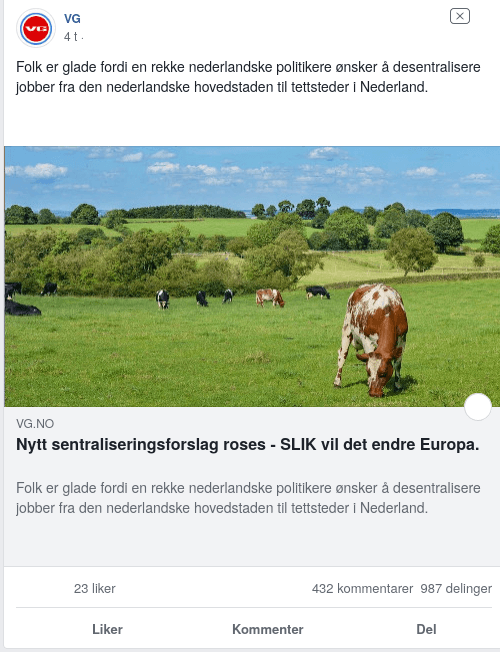 VG
VG
4 t ·
Folk er glade fordi en rekke nederlandske politikere ønsker å desentralisere
jobber fra den nederlandske hovedstaden til tettsteder i Nederland.
VG.NO
Nytt sentraliseringsforslag roses - SLIK vil det endre Europa.
Folk er glade fordi en rekke nederlandske politikere ønsker å desentralisere
jobber fra den nederlandske hovedstaden til tettsteder i Nederland.
23 liker 432 kommentarer 987 delinger
Liker Kommenter Del